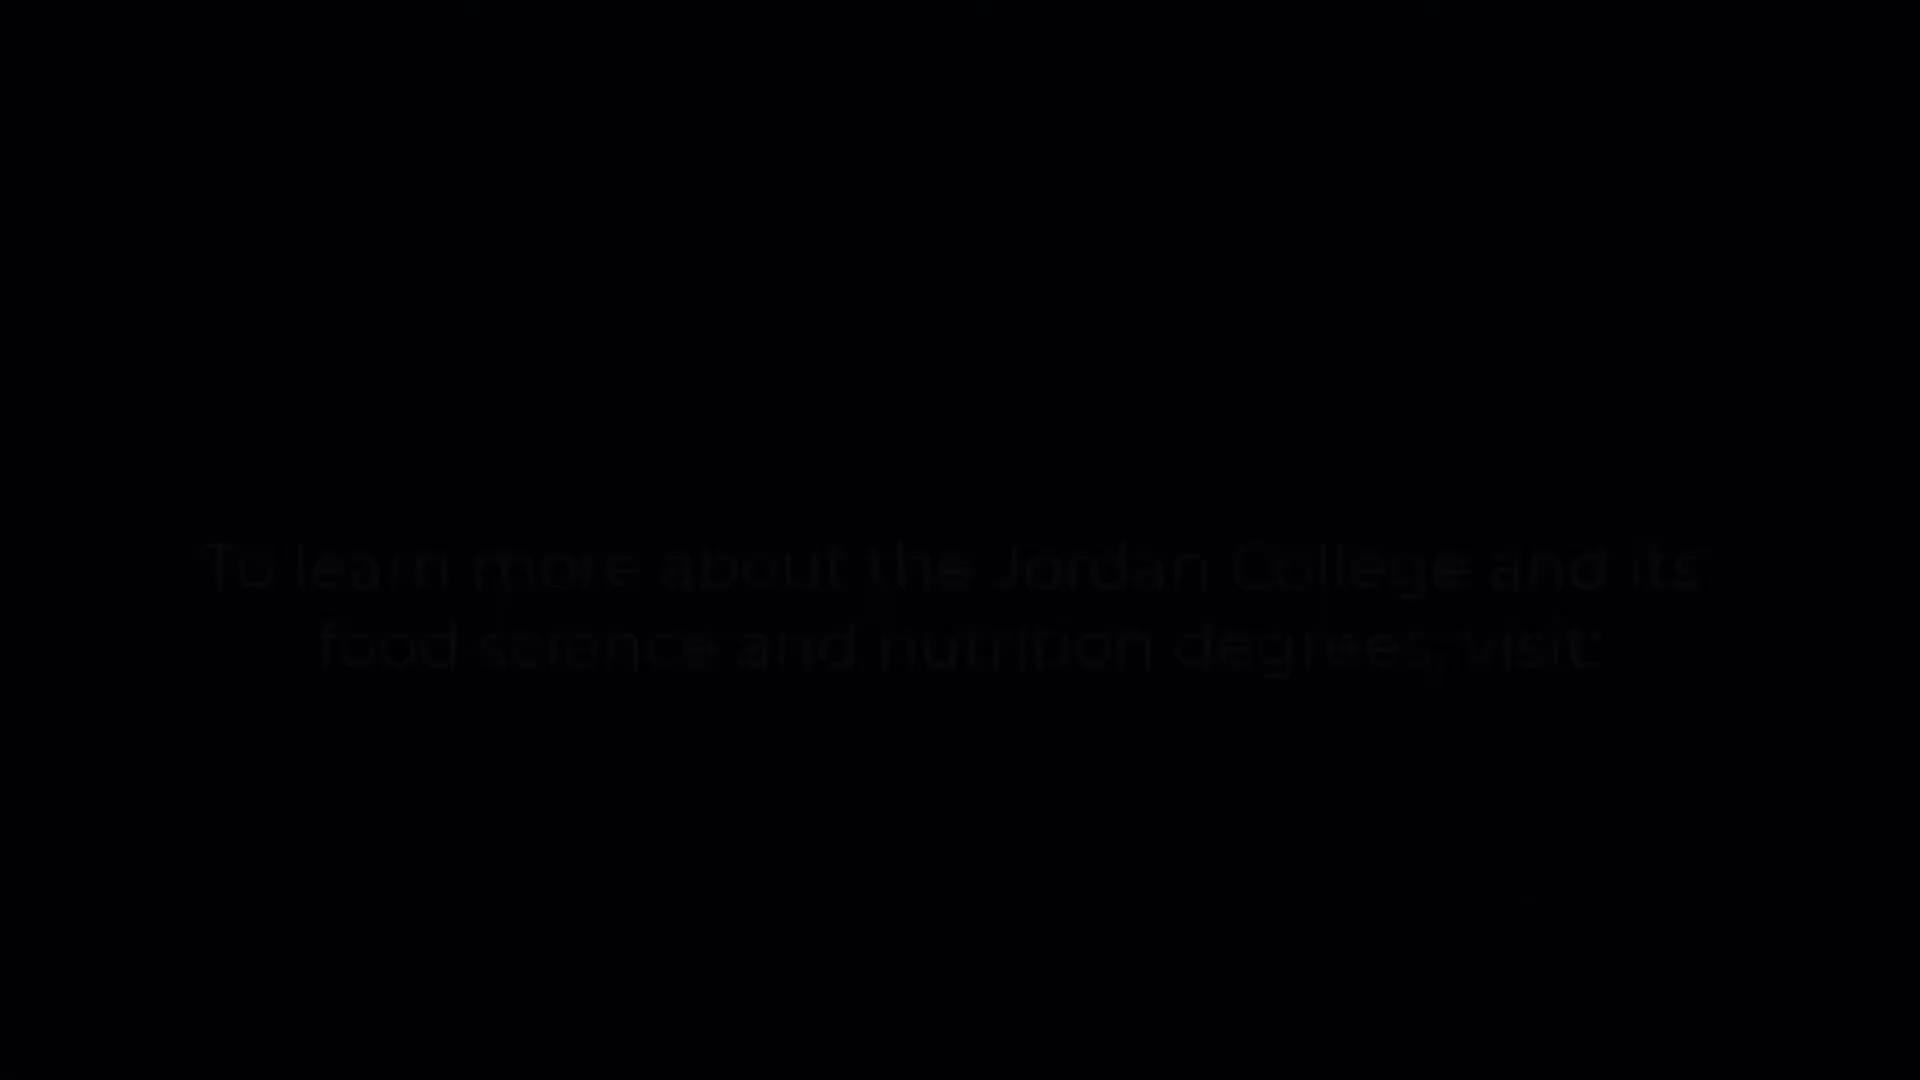 To learn more about the Jordan College and its
food science and nutrition degrees, visit: